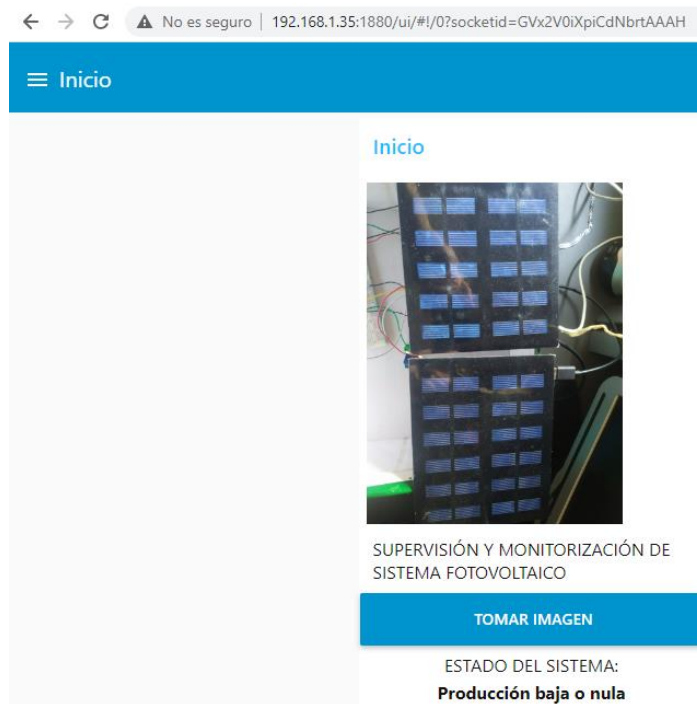 No es seguro | 192.168.1.35:1880/ui/#!/0?socketid=GVx2V0iXpiCdNbrtAAAH
Inicio
Inicio
SUPERVISIÓN Y MONITORIZACIÓN DE
SISTEMA FOTOVOLTAICO
TOMAR IMAGEN
ESTADO DEL SISTEMA:
Producción baja o nula